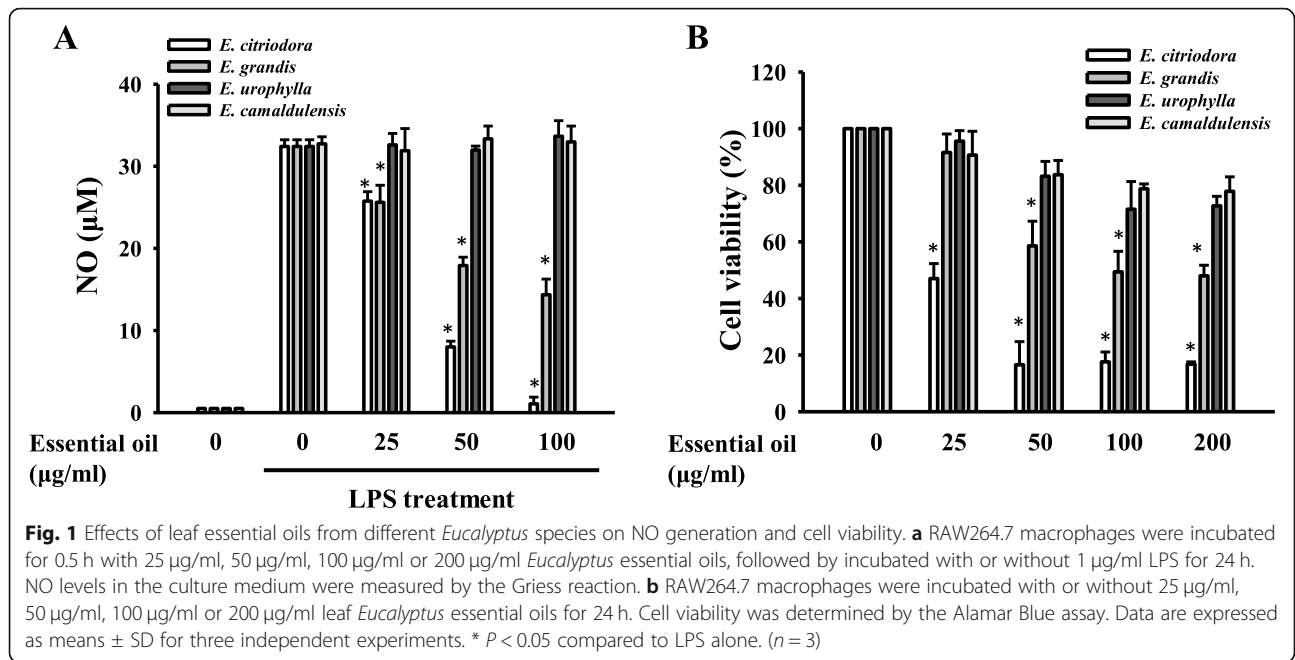 A
E. citriodora
E. grandis
E. urophylla
E. camaldulensis
40
30
20
10
0
NO (µM)
* * * * * *
Essential oil
(µg/ml)
0 0 25 50 100
LPS treatment
B
E. citriodora
E. grandis
E. urophylla
E. camaldulensis
120
100
80
60
40
20
0
Cell viability (%)
* * * * * * *
Essential oil
(µg/ml)
0 25 50 100 200
Fig. 1 Effects of leaf essential oils from different Eucalyptus species on NO generation and cell viability. a RAW264.7 macrophages were incubated
for 0.5 h with 25 µg/ml, 50 µg/ml, 100 µg/ml or 200 µg/ml Eucalyptus essential oils, followed by incubated with or without 1 µg/ml LPS for 24 h.
NO levels in the culture medium were measured by the Griess reaction. b RAW264.7 macrophages were incubated with or without 25 µg/ml,
50 µg/ml, 100 µg/ml or 200 µg/ml leaf Eucalyptus essential oils for 24 h. Cell viability was determined by the Alamar Blue assay. Data are expressed
as means ± SD for three independent experiments. * P < 0.05 compared to LPS alone. (n = 3)